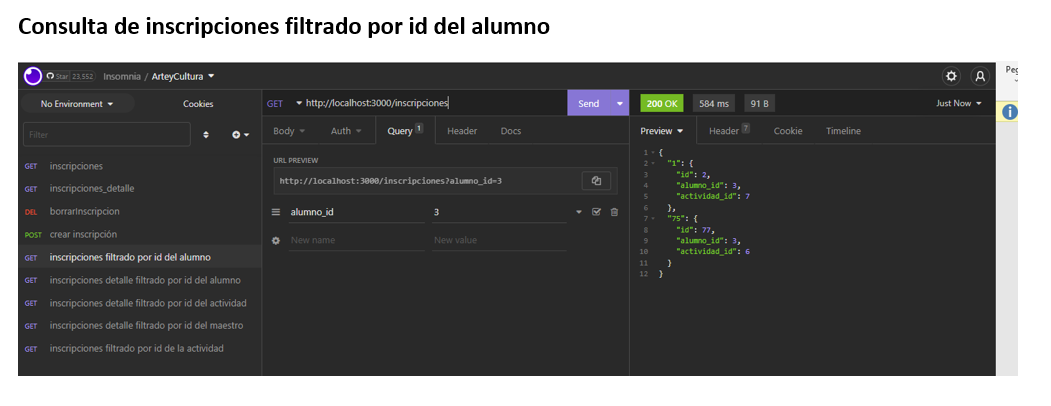 Consulta de inscripciones filtrado por id del alumno
Star 23,552 Insomnia / ArteyCultura
No Environment Cookies
Filter
GET inscripciones
GET inscripciones_detalle
DEL borrarInscripcion
POST crear inscripción
GET inscripciones filtrado por id del alumno
GET inscripciones detalle filtrado por id del alumno
GET inscripciones detalle filtrado por id del actividad
GET inscripciones detalle filtrado por id del maestro
GET inscripciones filtrado por id de la actividad
GET http://localhost:3000/inscripciones Send
Body Auth Query 1 Header Docs
URL PREVIEW
http://localhost:3000/inscripciones?alumno_id=3
alumno_id 3
New name New value
200 OK 584 ms 91 B Just Now
Preview Header 7 Cookie Timeline
1 {
2 "1": {
3 "id": 2,
4 "alumno_id": 3,
5 "actividad_id": 7
6 },
7 "75": {
8 "id": 77,
9 "alumno_id": 3,
10 "actividad_id": 6
11 }
12 }